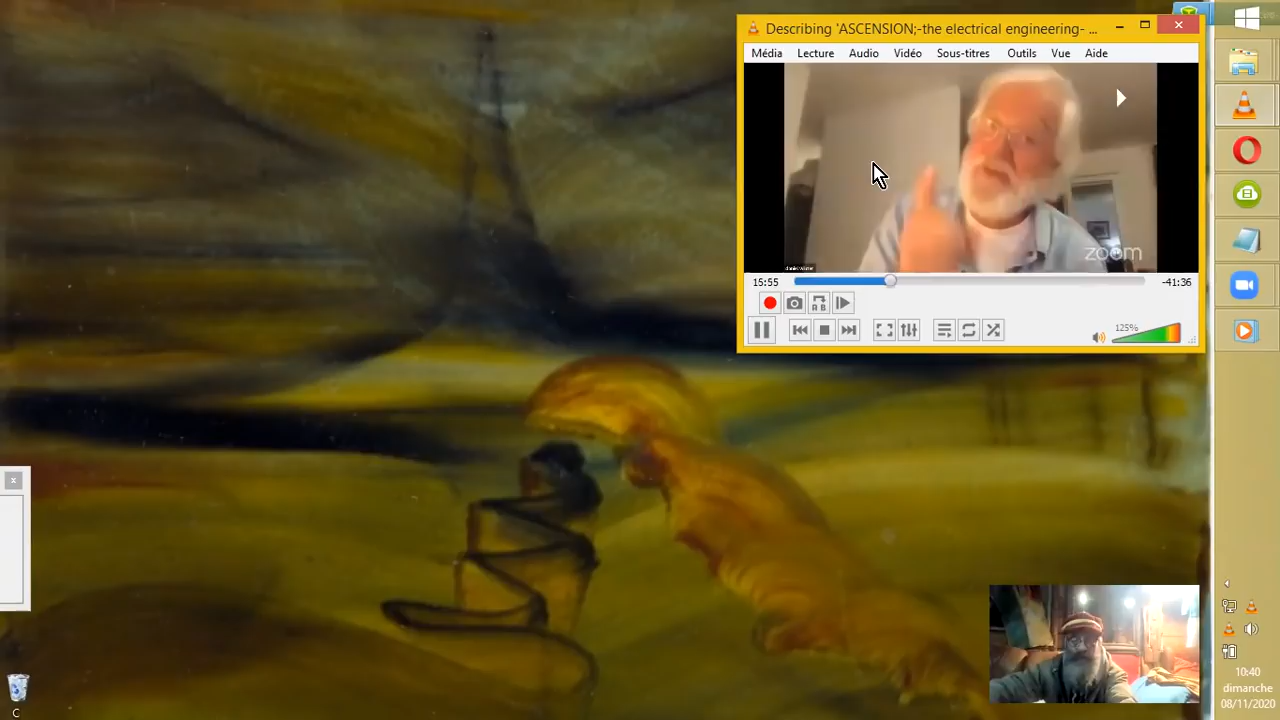 Describing 'ASCENSION;-the electrical engineering- ...
Média Lecture Audio Vidéo Sous-titres Outils Vue Aide
zoom
15:55
-41:36
125%
C
10:40
dimanche
08/11/2020